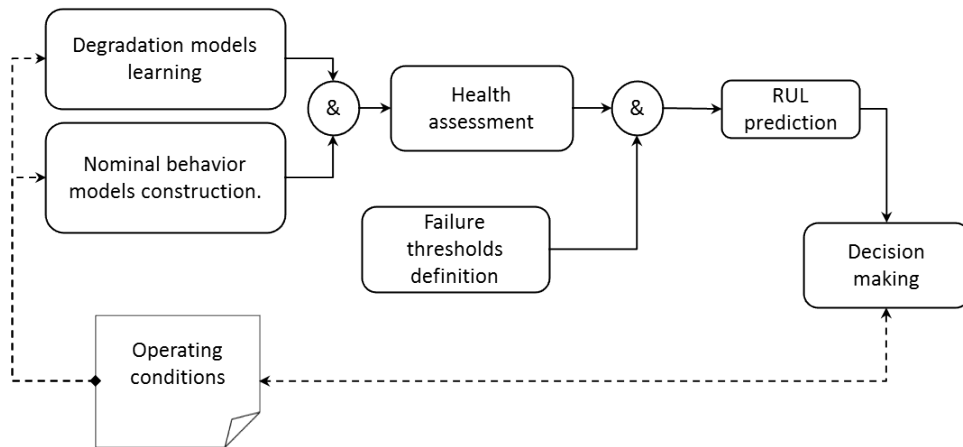 Degradation models
learning
Nominal behavior
models construction.
&
Health
assessment
&
RUL
prediction
Failure
thresholds
definition
Decision
making
Operating
conditions